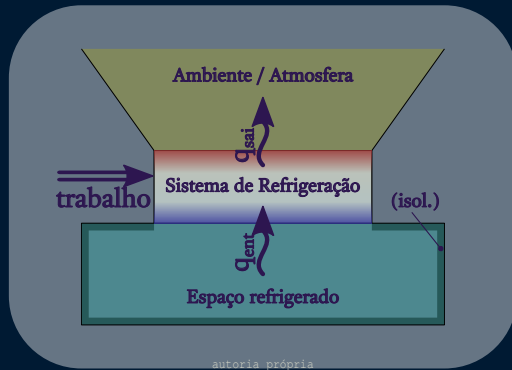 Ambiente / Atmosfera
qsai
Sistema de Refrigeração
trabalho
(isol.)
qent
Espaço refrigerado
autoria própria